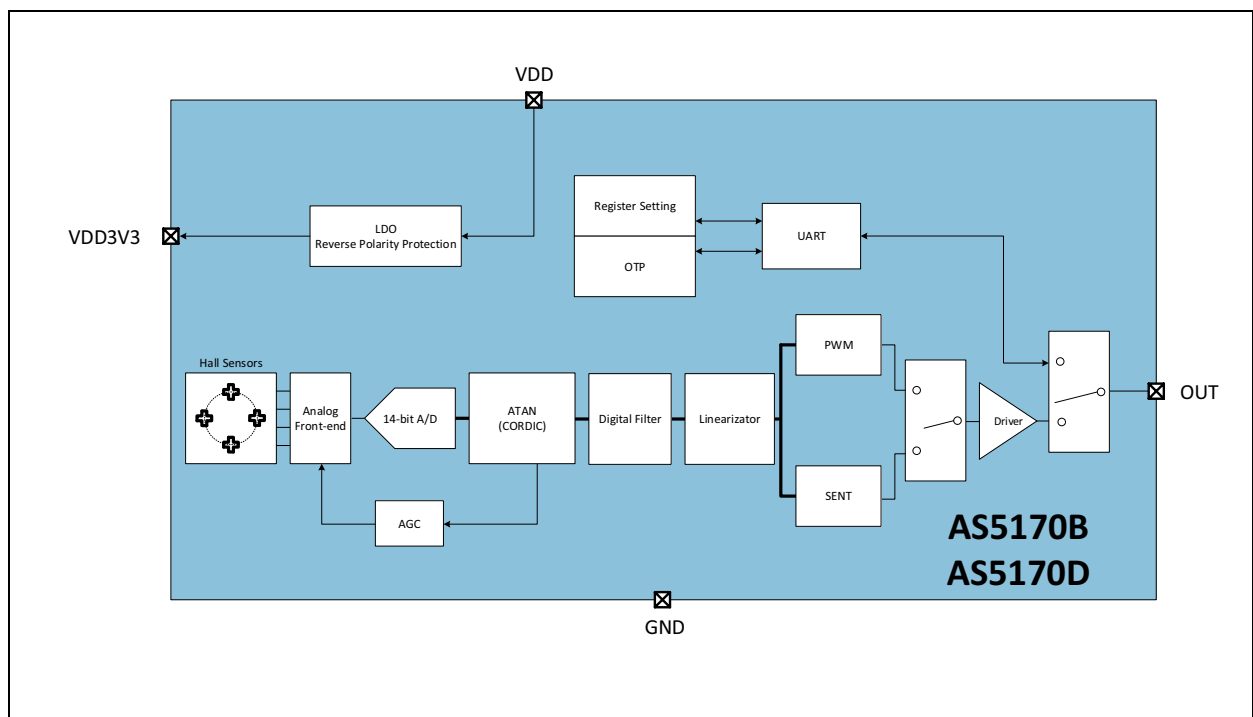 VDD
VDD3V3
LDO
Reverse Polarity Protection
Register Setting
OTP
UART
Hall Sensors
Analog
Front-end
14-bit A/D
ATAN
(CORDIC)
Digital Filter
Linearizator
PWM
SENT
Driver
OUT
AGC
AS5170B
AS5170D
GND